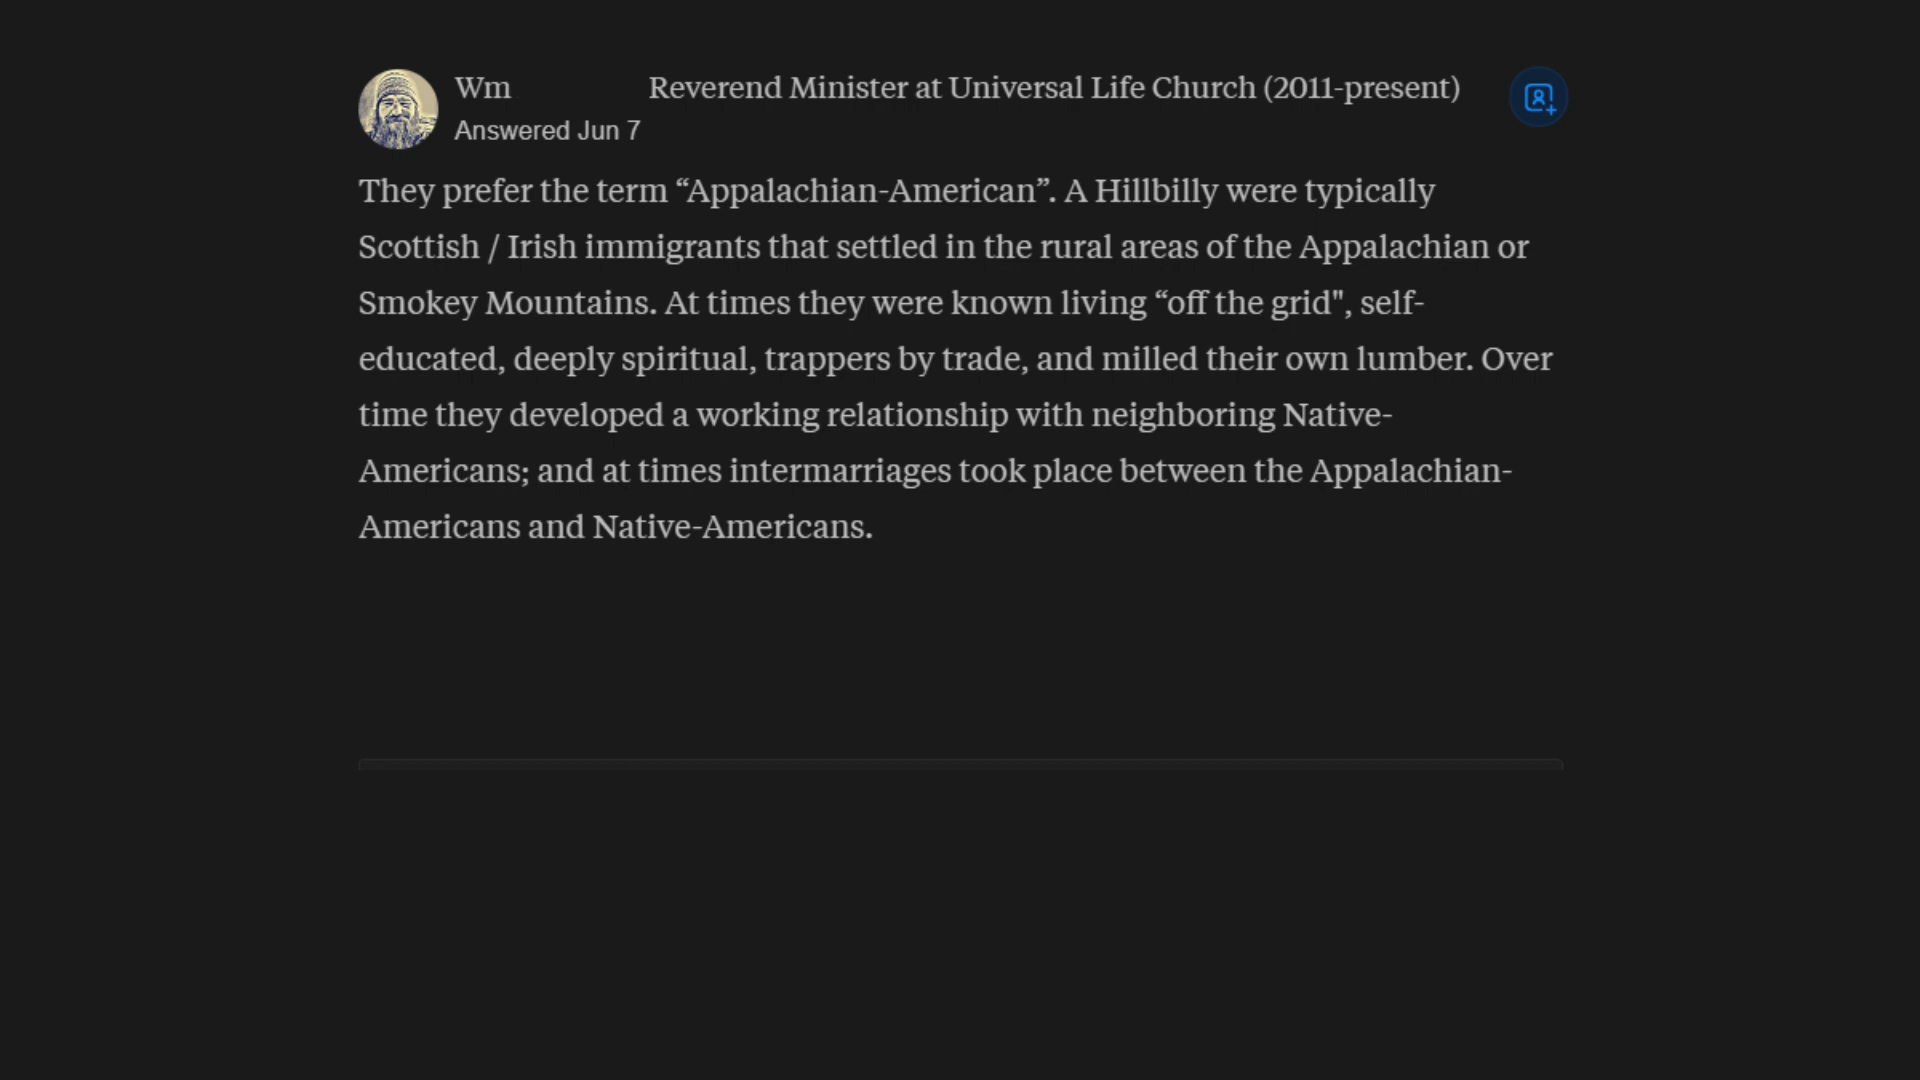 Wm Reverend Minister at Universal Life Church (2011-present)
Answered Jun 7
They prefer the term “Appalachian-American”. A Hillbilly were typically
Scottish / Irish immigrants that settled in the rural areas of the Appalachian or
Smokey Mountains. At times they were known living “off the grid", self-
educated, deeply spiritual, trappers by trade, and milled their own lumber. Over
time they developed a working relationship with neighboring Native-
Americans; and at times intermarriages took place between the Appalachian-
Americans and Native-Americans.